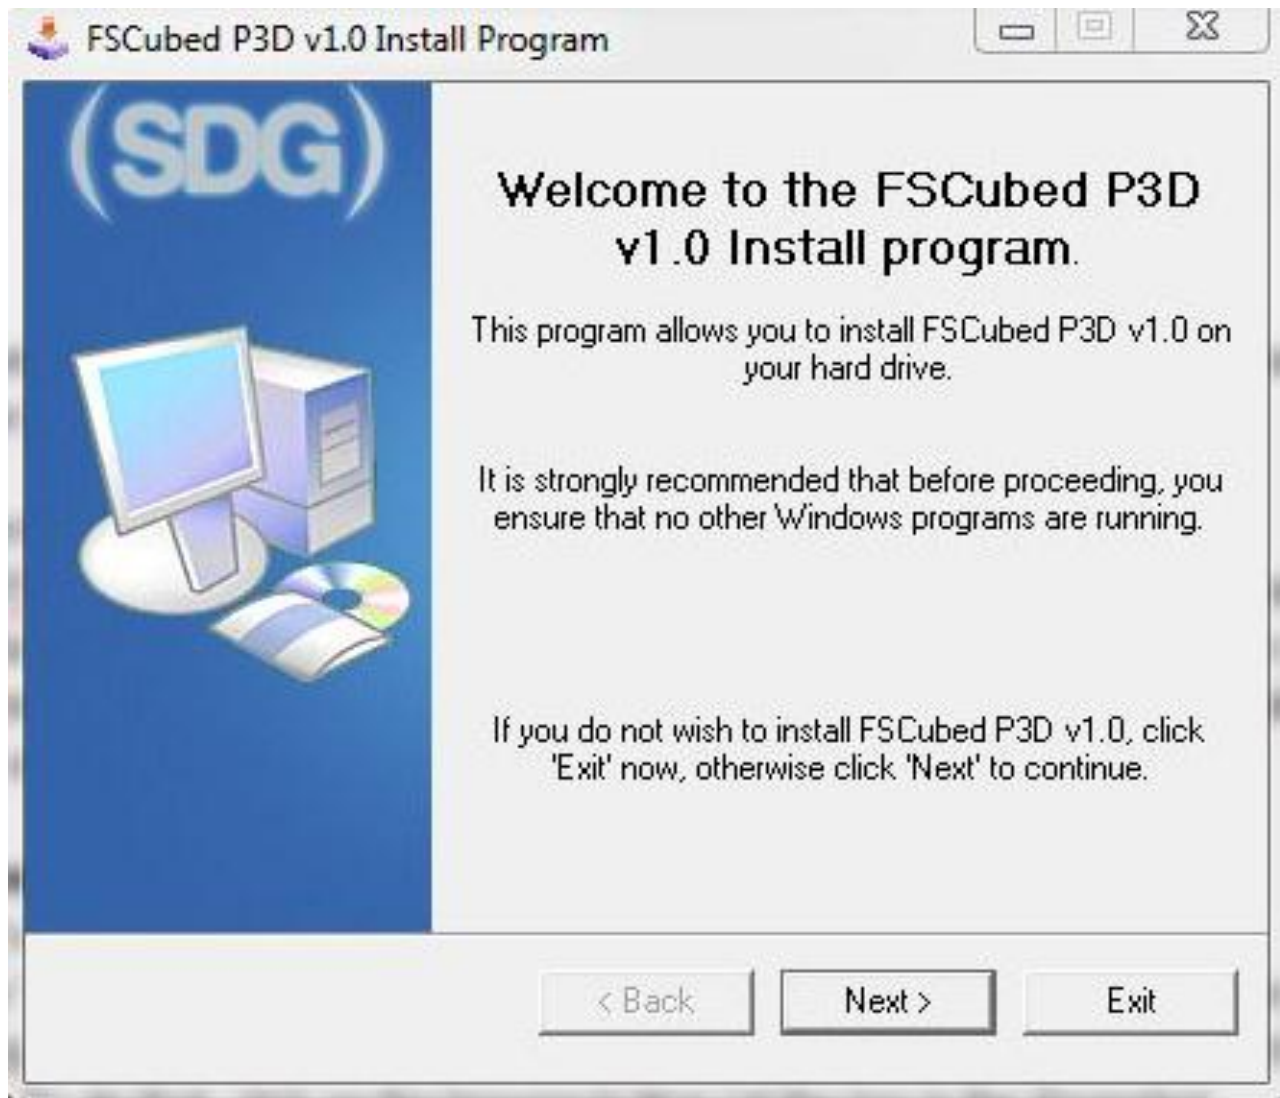 FSCubed P3D v1.0 Install Program
(SDG)
Welcome to the FSCubed P3D
v1.0 Install program.
This program allows you to install FSCubed P3D v1.0 on
your hard drive.
It is strongly recommended that before proceeding, you
ensure that no other Windows programs are running.
If you do not wish to install FSCubed P3D v1.0, click
'Exit' now, otherwise click 'Next' to continue.
< Back
Next >
Exit